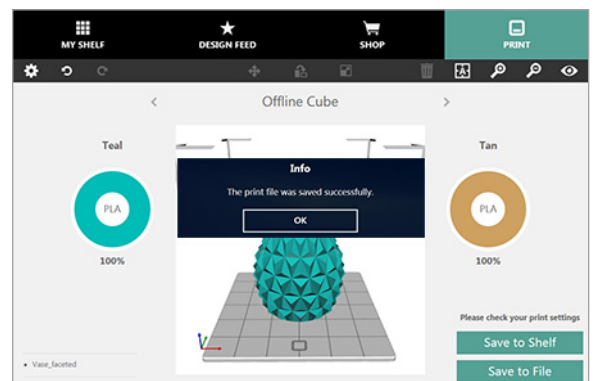 MY SHELF
DESIGN FEED
SHOP
PRINT
A
Offline Cube
Teal
Tan
Info
The print file was saved successfully.
OK
PLA
PLA
100%
100%
Please check your print settings
Save to Shelf
Save to File
Vase_faceted